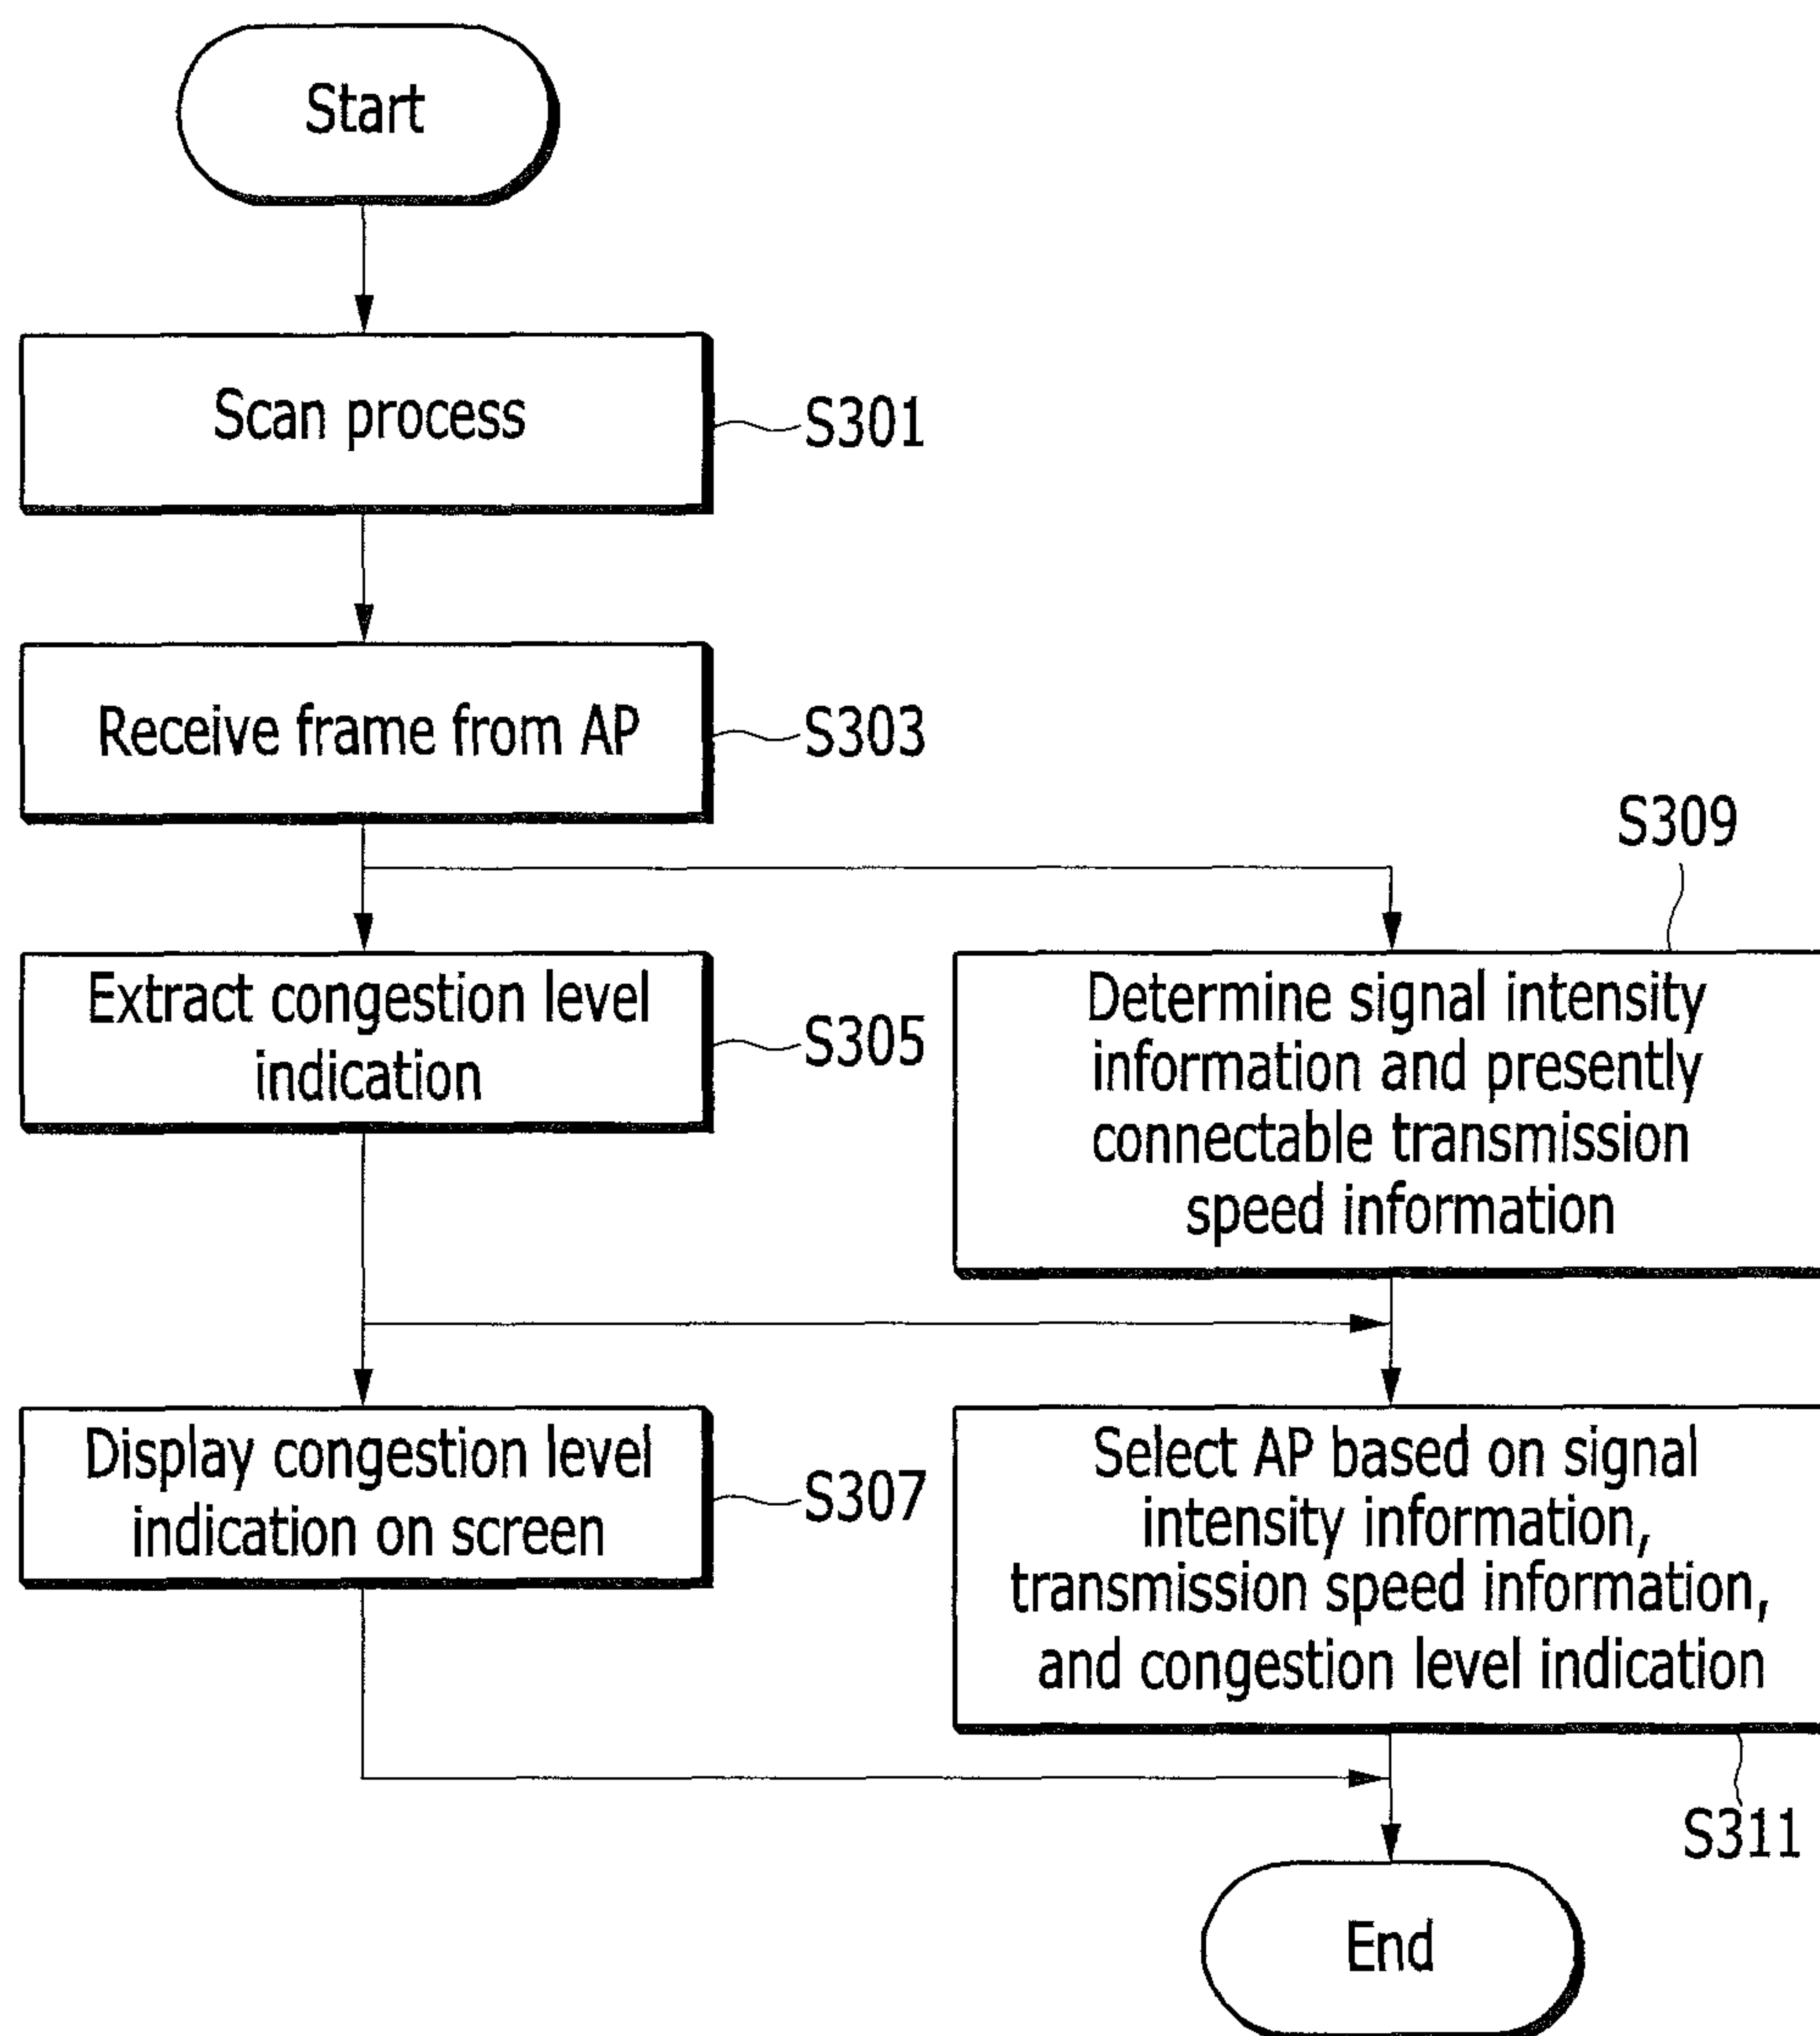 Start
Scan process
S301
Receive frame from AP
S303
Extract congestion level
indication
S305
S309
Determine signal intensity
information and presently
connectable transmission
speed information
Display congestion level
indication on screen
S307
Select AP based on signal
intensity information,
transmission speed information,
and congestion level indication
S311
End